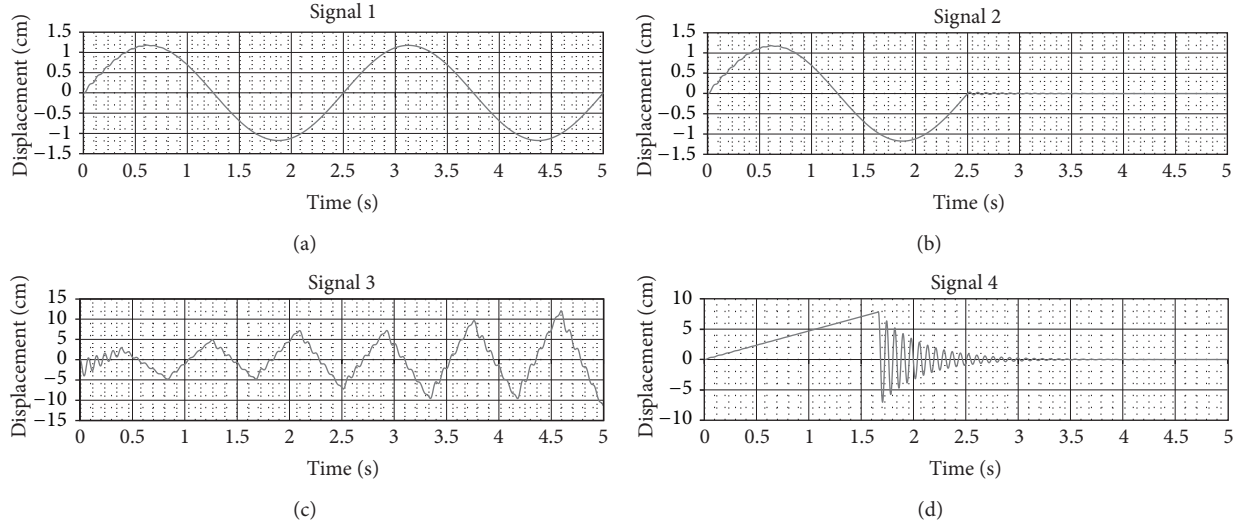 Signal 1
Displacement (cm)
1.5
1
0.5
0
−0.5
−1
−1.5
0 0.5 1 1.5 2 2.5 3 3.5 4 4.5 5
Time (s)
(a)
Signal 2
Displacement (cm)
1.5
1
0.5
0
−0.5
−1
−1.5
0 0.5 1 1.5 2 2.5 3 3.5 4 4.5 5
Time (s)
(b)
Signal 3
Displacement (cm)
15
10
5
0
−5
−10
−15
0 0.5 1 1.5 2 2.5 3 3.5 4 4.5 5
Time (s)
(c)
Signal 4
Displacement (cm)
10
5
0
−5
−10
0 0.5 1 1.5 2 2.5 3 3.5 4 4.5 5
Time (s)
(d)